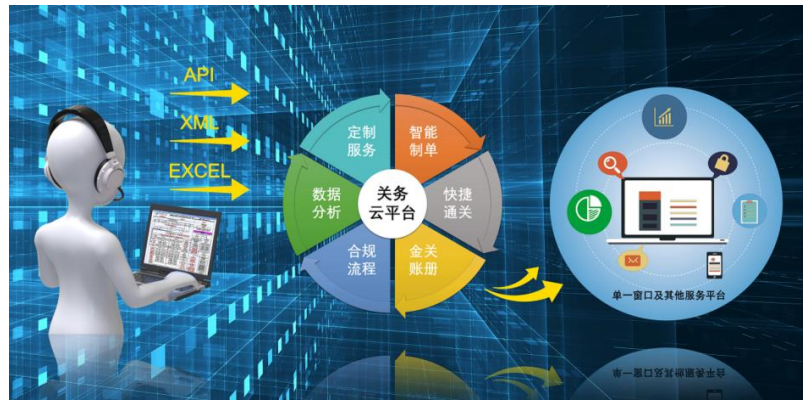 API
XML
EXCEL
定制
服务
智能
制单
数据
分析
关务
云平台
快捷
通关
合规
流程
金关
账册
单一窗口及其他服务平台